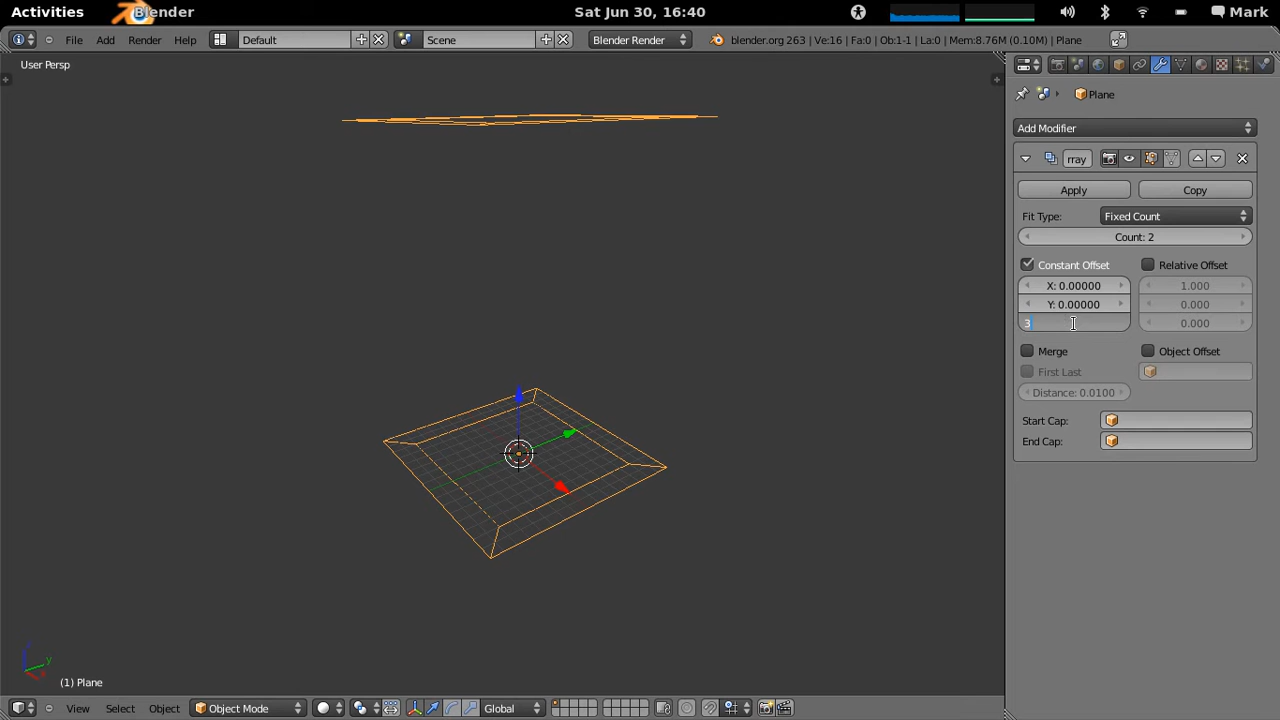 Activities Blender Sat Jun 30, 16:40 Mark
File Add Render Help Default Scene Blender Render blender.org 263 | Ve:16 | Fa:0 | Ob:1-1 | La:0 | Mem:8.76M (0.10M) | Plane
User Persp
Plane
Add Modifier
rray
Apply Copy
Fit Type: Fixed Count
Count: 2
Constant Offset Relative Offset
X: 0.00000 1.000
Y: 0.00000 0.000
3 0.000
Merge Object Offset
First Last
Distance: 0.0100
Start Cap:
End Cap:
z
y
x
(1) Plane
View Select Object Object Mode Global